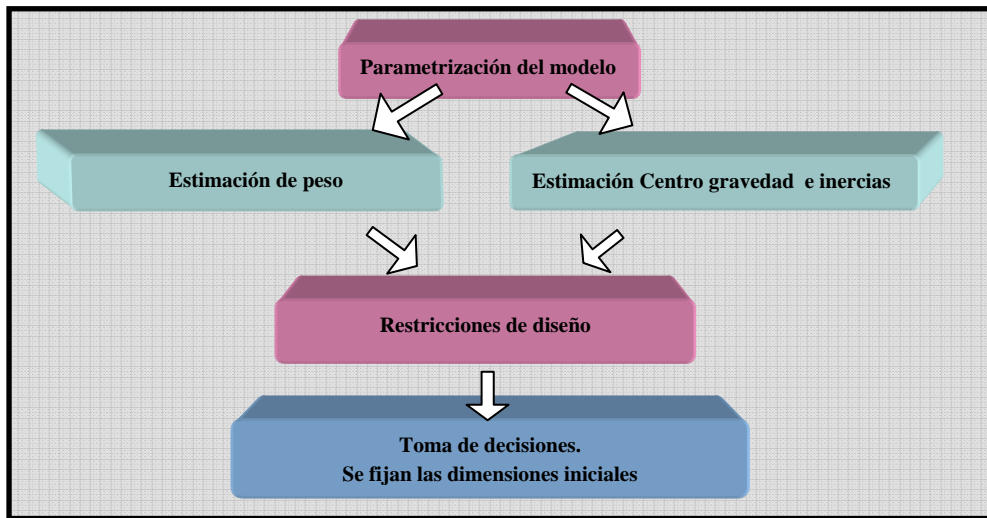 Parametrización del modelo
Estimación de peso
Estimación Centro gravedad e inercias
Restricciones de diseño
Toma de decisiones.
Se fijan las dimensiones iniciales